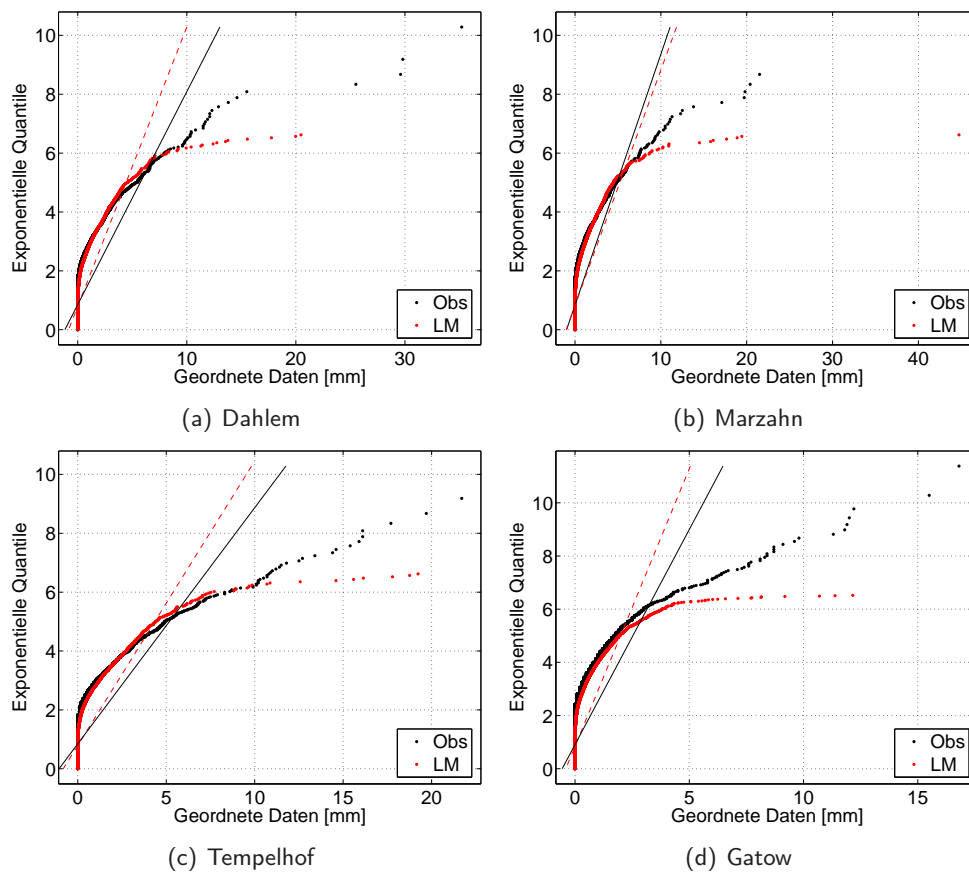 10
8
6
4
2
0
Exponentielle Quantile
0 10 20 30
Geordnete Daten [mm]
Obs
LM
(a) Dahlem
10
8
6
4
2
0
Exponentielle Quantile
0 10 20 30 40
Geordnete Daten [mm]
Obs
LM
(b) Marzahn
10
8
6
4
2
0
Exponentielle Quantile
0 5 10 15 20
Geordnete Daten [mm]
Obs
LM
(c) Tempelhof
10
8
6
4
2
0
Exponentielle Quantile
0 5 10 15
Geordnete Daten [mm]
Obs
LM
(d) Gatow